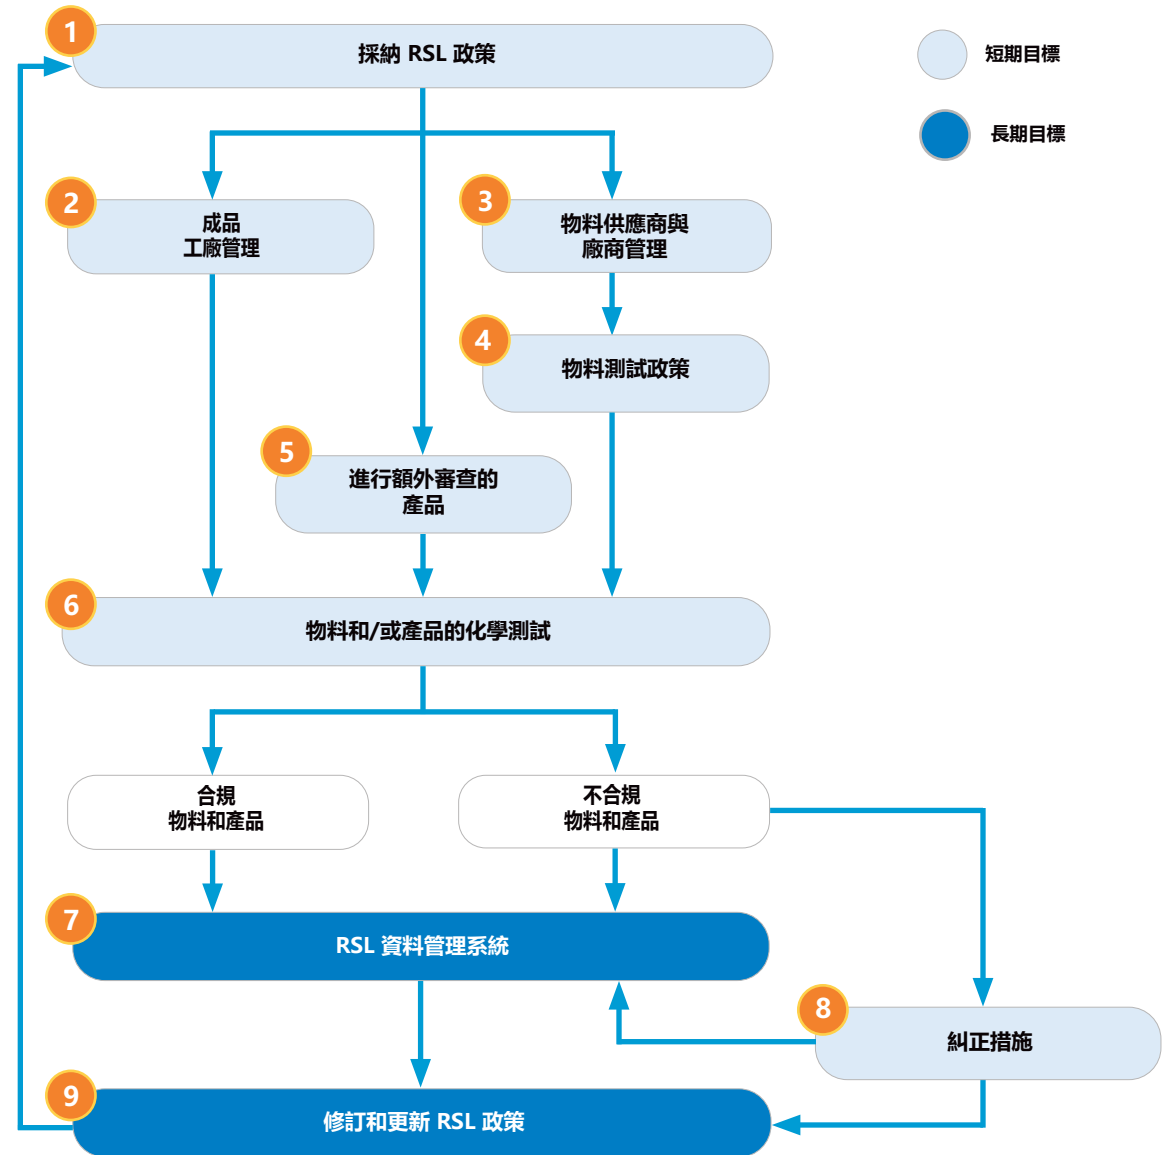 1
採納 RSL 政策
短期目標
長期目標
2
成品
工廠管理
3
物料供應商與
廠商管理
4
物料測試政策
5
進行額外審查的
產品
6
物料和/或產品的化學測試
合規
物料和產品
不合規
物料和產品
7
RSL 資料管理系統
8
糾正措施
9
修訂和更新 RSL 政策